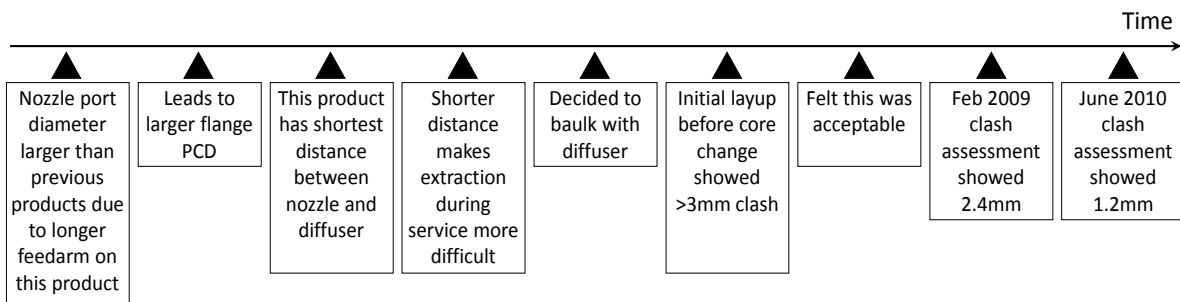 Time
Nozzle port
diameter
larger than
previous
products due
to longer
feedarm on
this product
Leads to
larger flange
PCD
This product
has shortest
distance
between
nozzle and
diffuser
Shorter
distance
makes
extraction
during
service more
difficult
Decided to
baulk with
diffuser
Initial layup
before core
change
showed
>3mm clash
Felt this was
acceptable
Feb 2009
clash
assessment
showed
2.4mm
June 2010
clash
assessment
showed
1.2mm